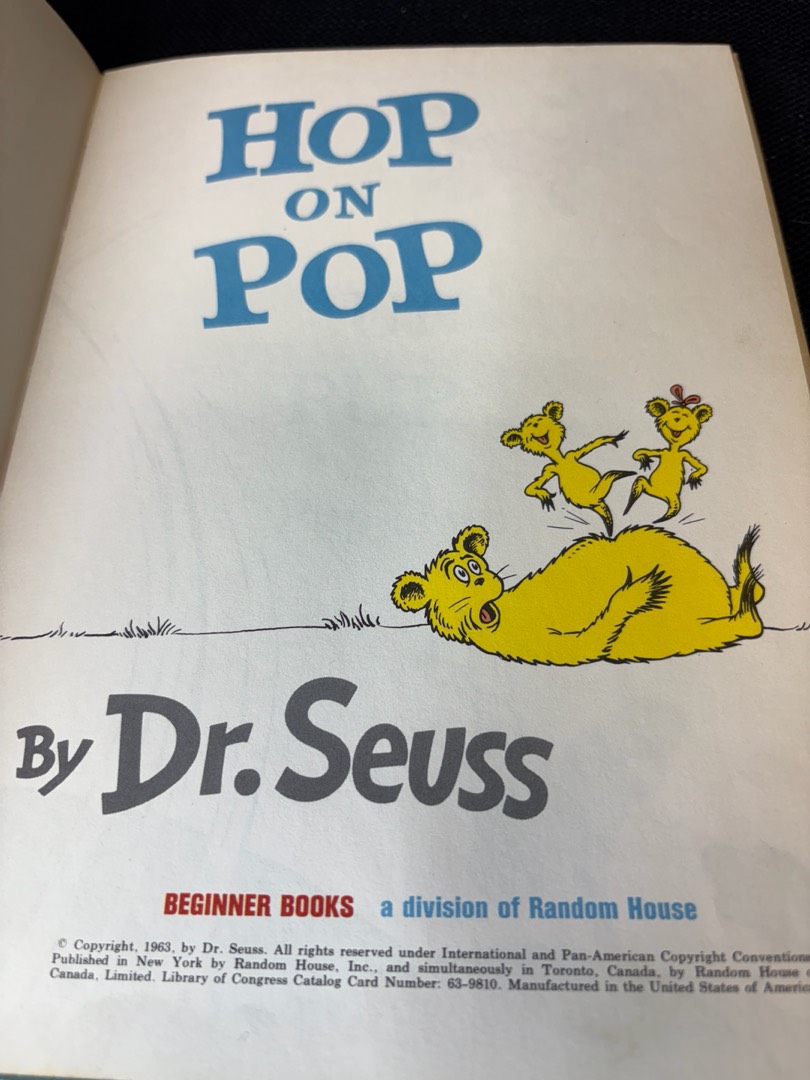 HOP
ON
POP
By Dr. Seuss
BEGINNER BOOKS a division of Random House
© Copyright, 1963, by Dr. Seuss. All rights reserved under International and Pan-American Copyright Convention
Published in New York by Random House, Inc., and simultaneously in Toronto, Canada, by Random House
Canada, Limited. Library of Congress Catalog Card Number: 63-9810. Manufactured in the United States of Americ